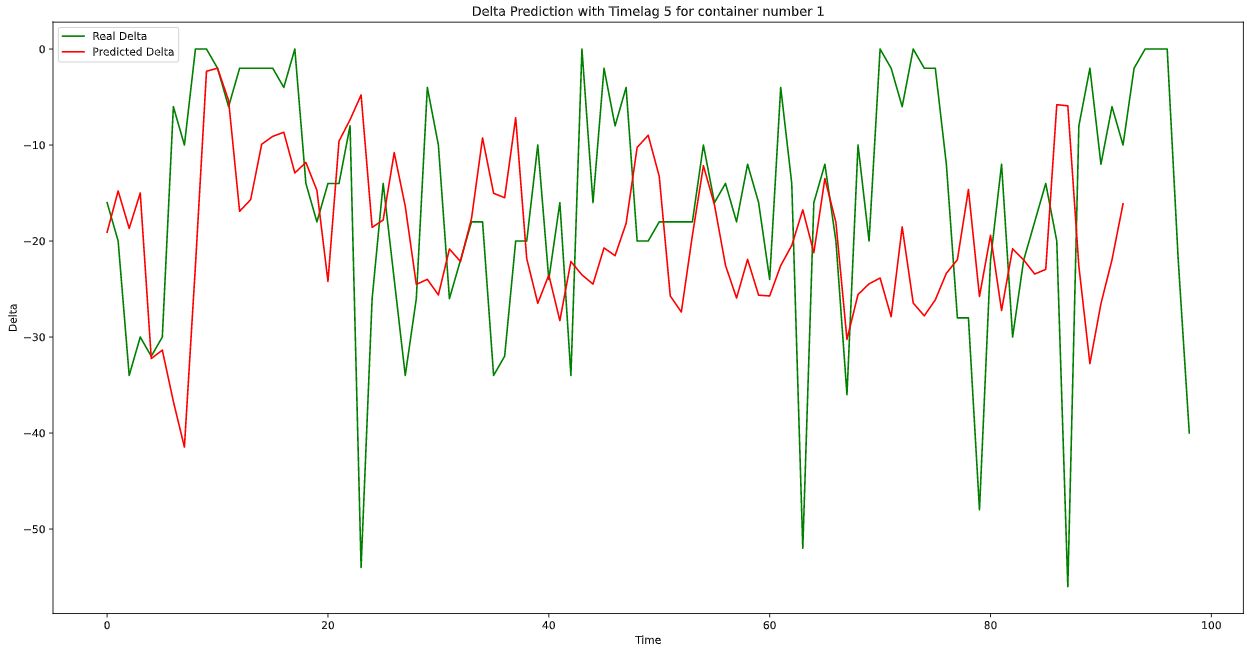 Delta Prediction with Timelag 5 for container number 1
Real Delta
Predicted Delta
0
−10
−20
−30
−40
−50
Delta
0 20 40 60 80 100
Time